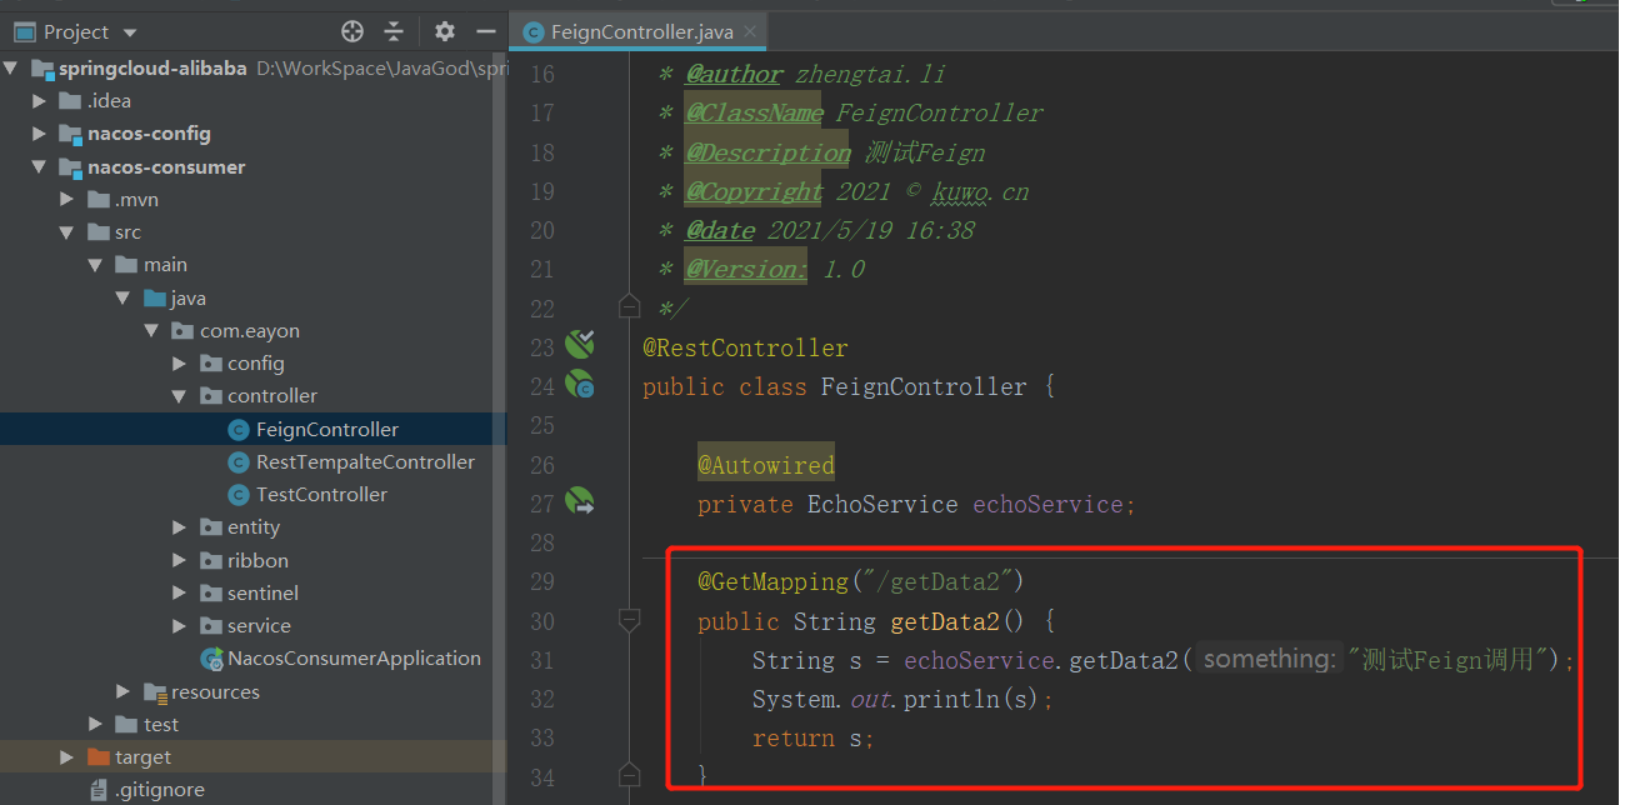 Project
FeignController.java
springcloud-alibaba D:\WorkSpace\JavaGod\spri
.idea
nacos-config
nacos-consumer
.mvn
src
main
java
com.eayon
config
controller
FeignController
RestTempalteController
TestController
entity
ribbon
sentinel
service
NacosConsumerApplication
resources
test
target
.gitignore
16 * @author zhengtai.li
17 * @ClassName FeignController
18 * @Description 测试Feign
19 * @Copyright 2021 © kuwo.cn
20 * @date 2021/5/19 16:38
21 * @Version: 1.0
22 */
23 @RestController
24 public class FeignController {
25
26 @Autowired
27 private EchoService echoService;
28
29 @GetMapping("/getData2")
30 public String getData2() {
31 String s = echoService.getData2( something: "测试Feign调用");
32 System.out.println(s);
33 return s;
34 }